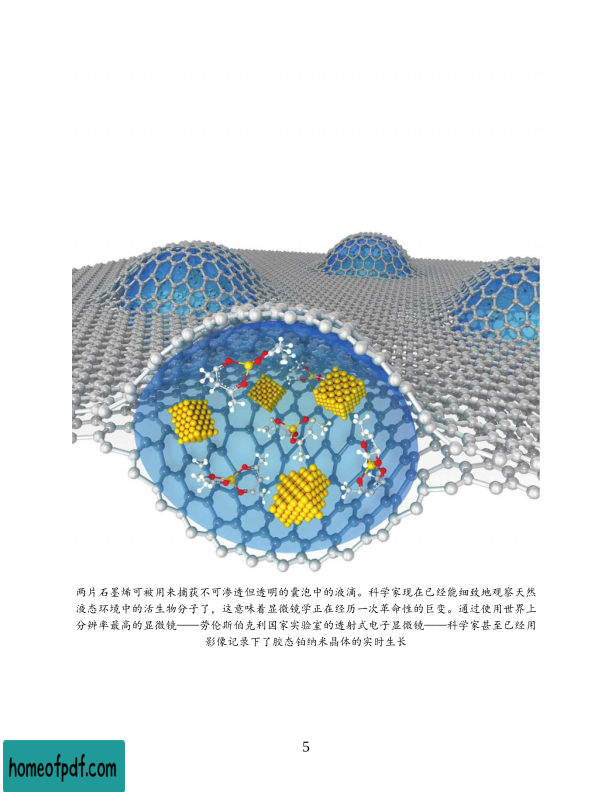 两片石墨烯可被用来捕获不可渗透但透明的囊泡中的液滴。科学家现在已经能细致地观察天然
液态环境中的活生物分子了，这意味着显微镜学正在经历一次革命性的巨变。通过使用世界上
分辨率最高的显微镜——劳伦斯伯克利国家实验室的透射式电子显微镜——科学家甚至已经用
影像记录下了胶态铂纳米晶体的实时生长
5
homeofpdf.com